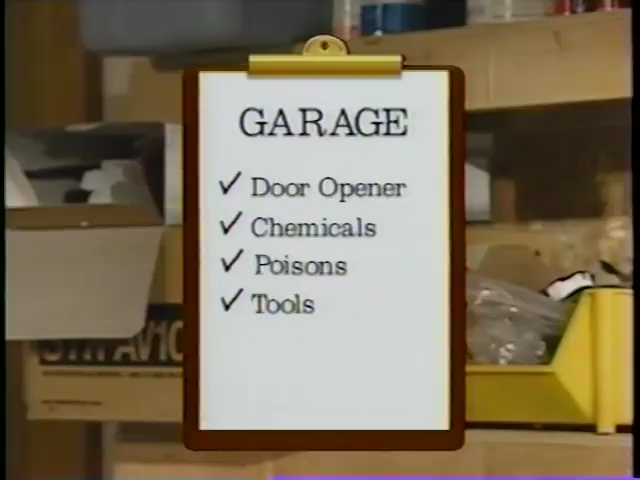 GARAGE
✓ Door Opener
✓ Chemicals
✓ Poisons
✓ Tools